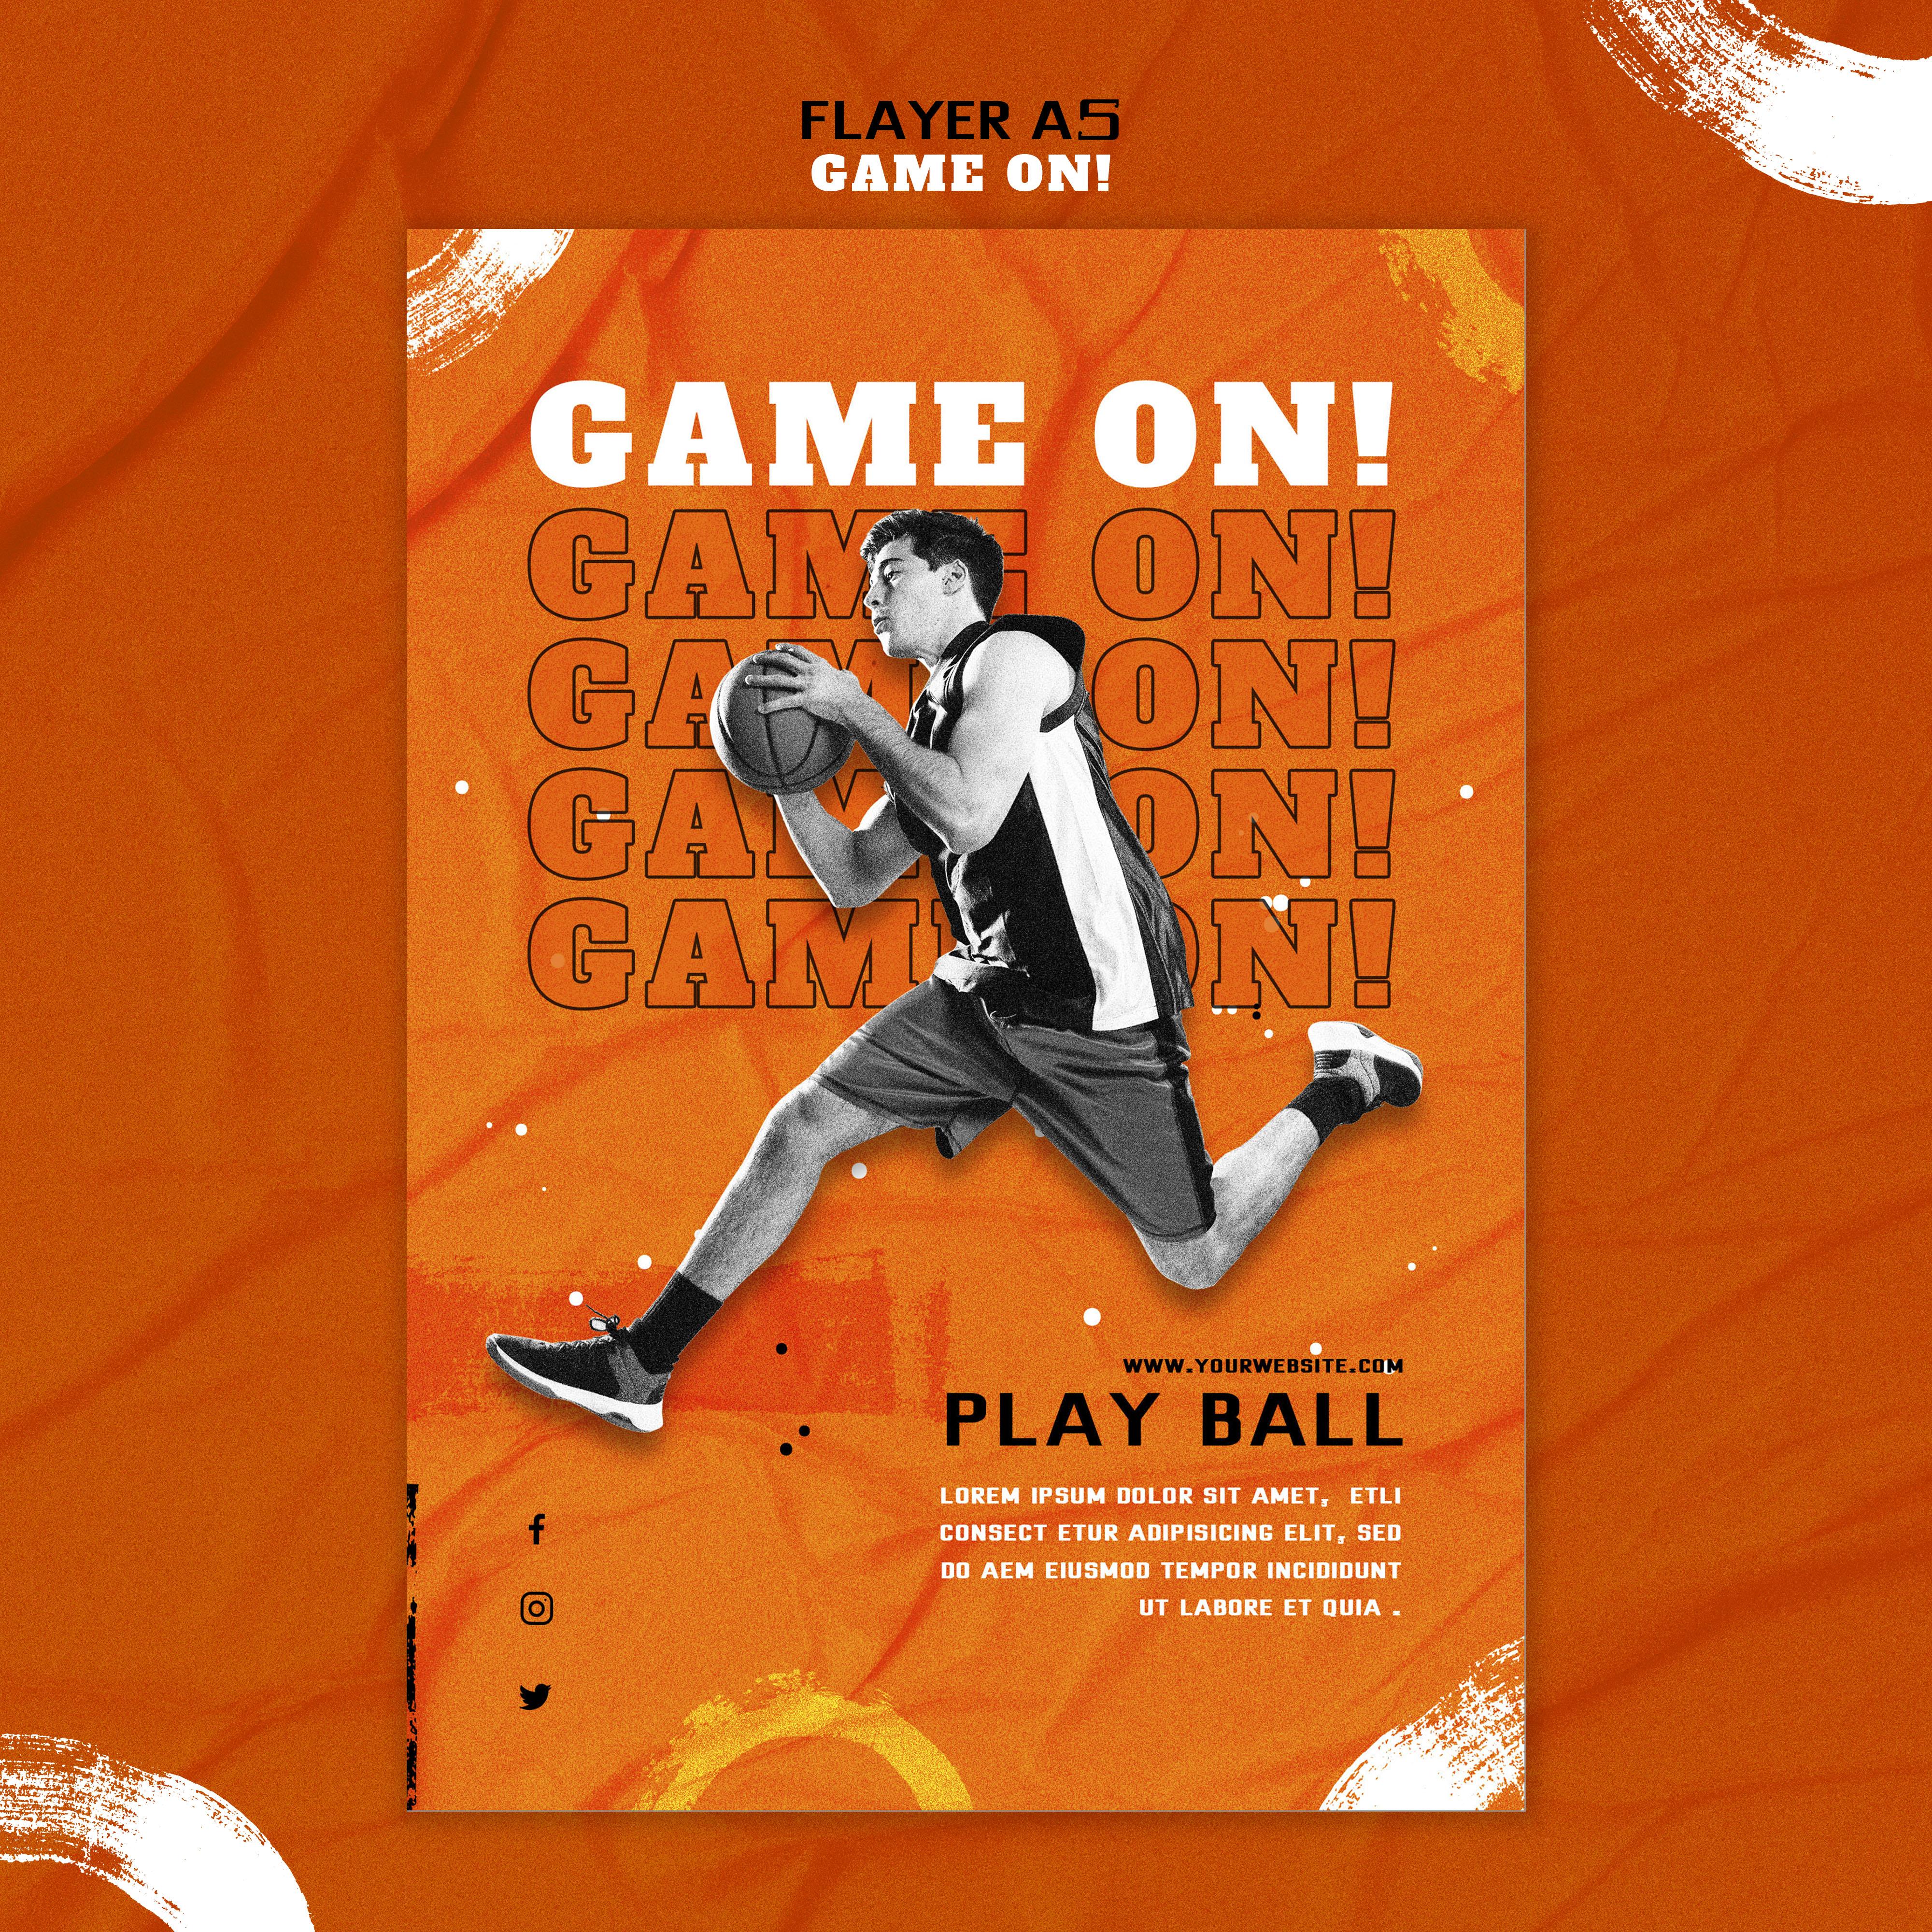 FLAYER A5
GAME ON!
GAME ON!
GAME ON!
GAME ON!
GAME ON!
GAME ON!
WWW.YOURWEBSITE.COM
PLAY BALL
LOREM IPSUM DOLOR SIT AMET, ETLI
CONSECT ETUR ADIPISICING ELIT, SED
DO AEM EIUSMOD TEMPOR INCIDIDUNT
UT LABORE ET QUIA .